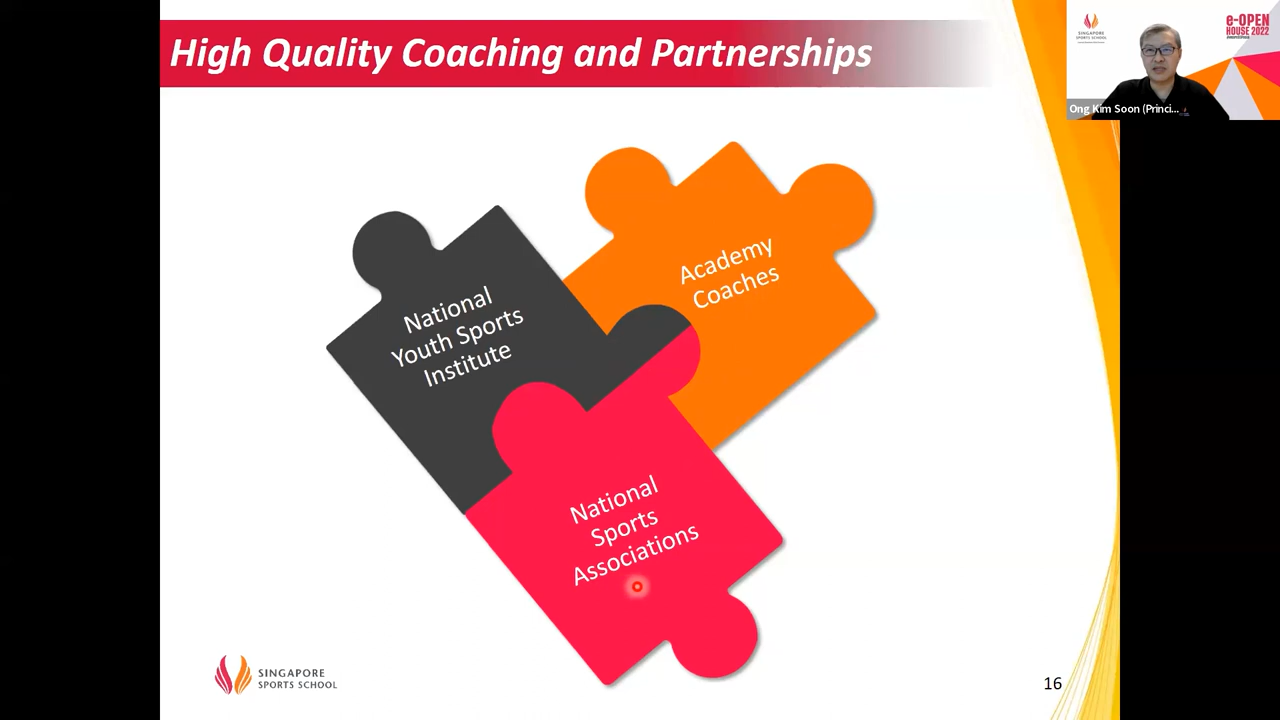 High Quality Coaching and Partnerships
SINGAPORE
SPORTS SCHOOL
e-OPEN
HOUSE 2022
Ong Kim Soon (Princi...
Academy
Coaches
National
Youth Sports
Institute
National
Sports
Associations
SINGAPORE
SPORTS SCHOOL
16